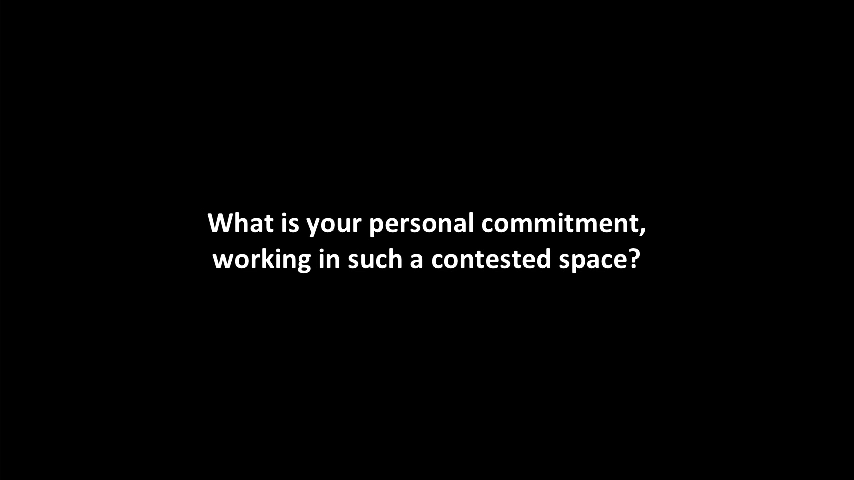 What is your personal commitment,
working in such a contested space?